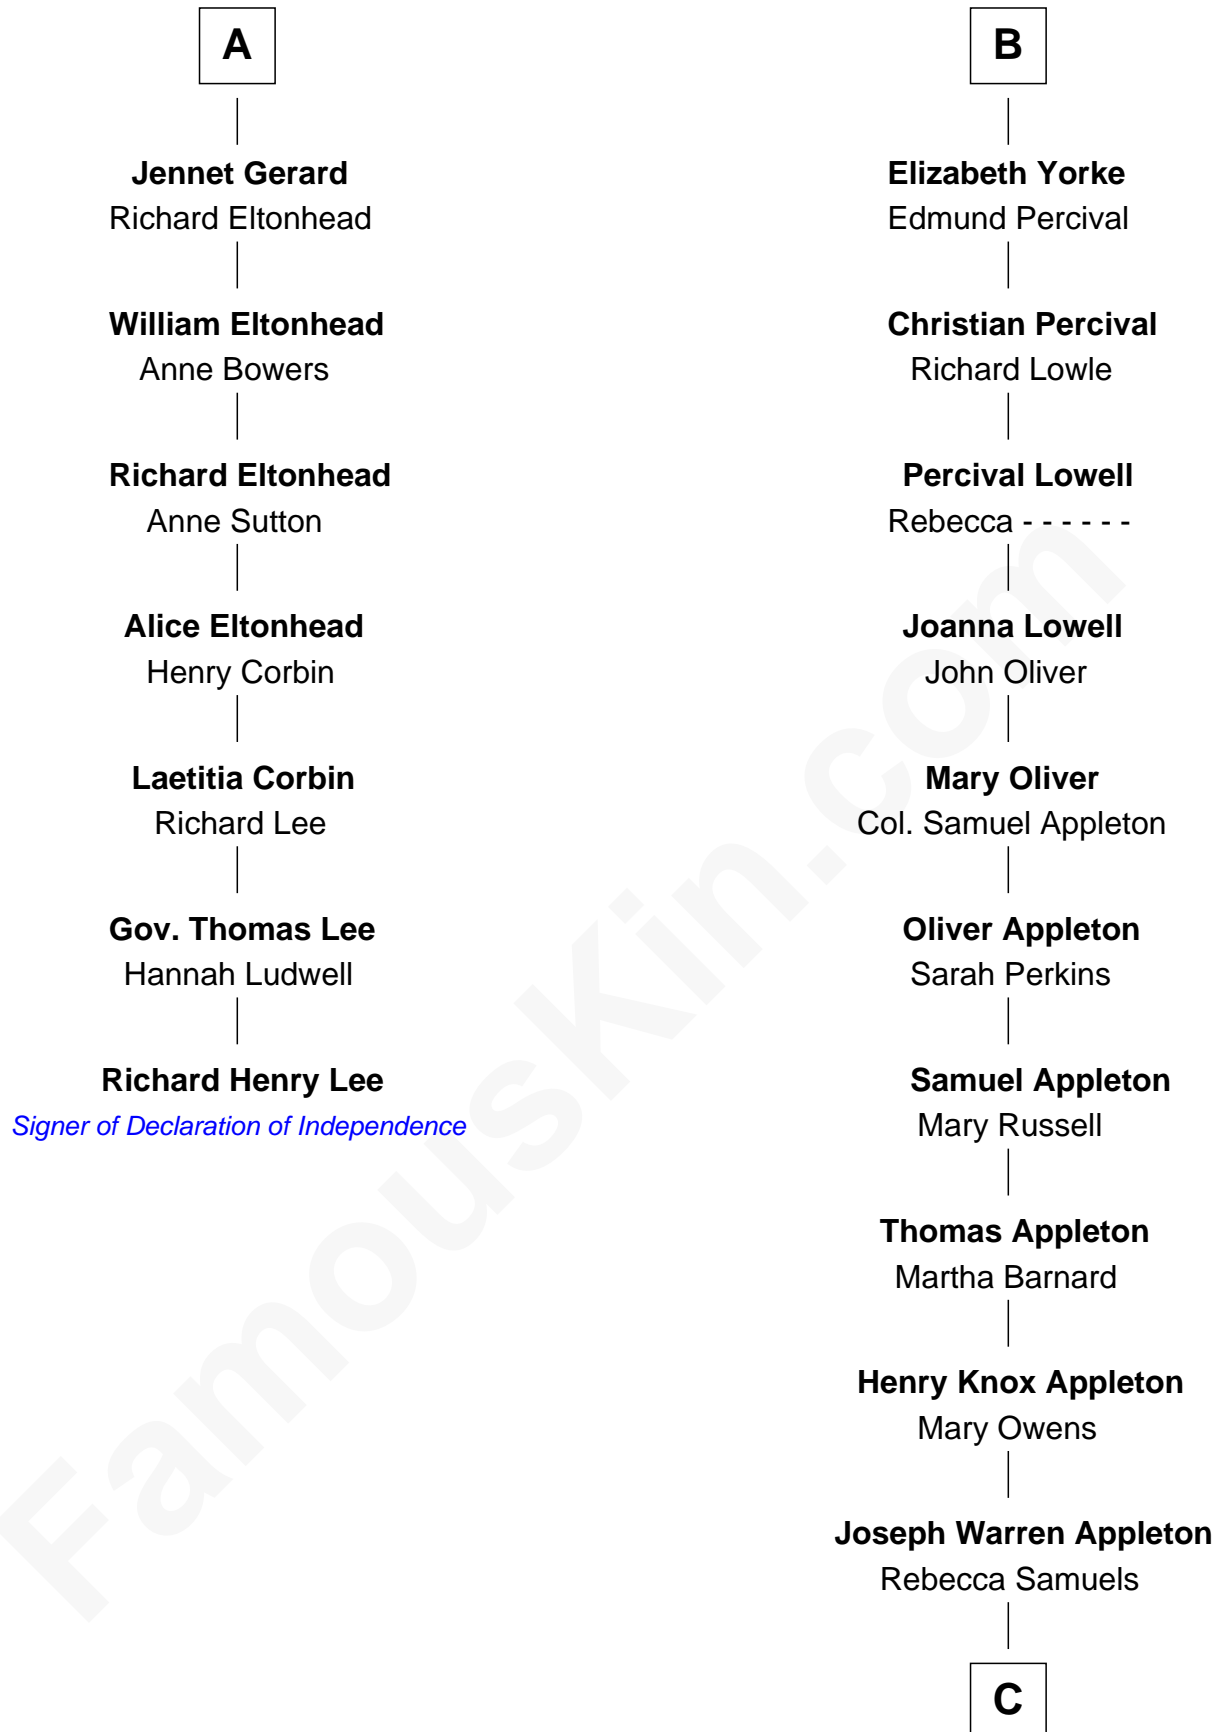 A
Jennet Gerard
Richard Eltonhead
William Eltonhead
Anne Bowers
Richard Eltonhead
Anne Sutton
Alice Eltonhead
Henry Corbin
Laetitia Corbin
Richard Lee
Gov. Thomas Lee
Hannah Ludwell
Richard Henry Lee
Signer of Declaration of Independence
B
Elizabeth Yorke
Edmund Percival
Christian Percival
Richard Lowle
Percival Lowell
Rebecca - - - - - -
Joanna Lowell
John Oliver
Mary Oliver
Col. Samuel Appleton
Oliver Appleton
Sarah Perkins
Samuel Appleton
Mary Russell
Thomas Appleton
Martha Barnard
Henry Knox Appleton
Mary Owens
Joseph Warren Appleton
Rebecca Samuels
C
FamousKin.com